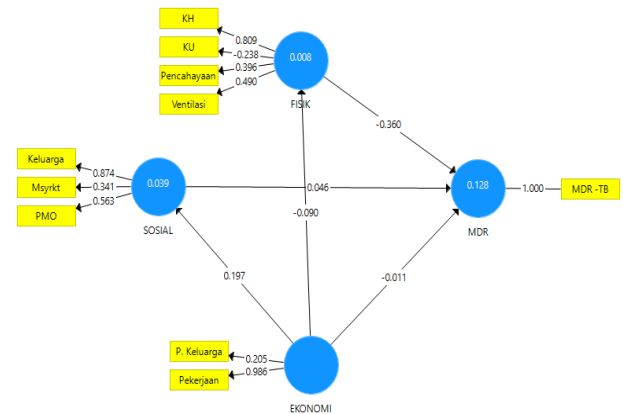 KH
0.809
KU
-0.238
0.008
Pencahayaan
0.396
Ventilasi
0.490
FISIK
-0.360
Keluarga
0.874
Msyrkt
0.341
0.039
PMO
0.563
SOSIAL
0.046
0.128
1.000
MDR -TB
MDR
-0.090
0.197
-0.011
P. Keluarga
0.205
Pekerjaan
0.986
EKONOMI